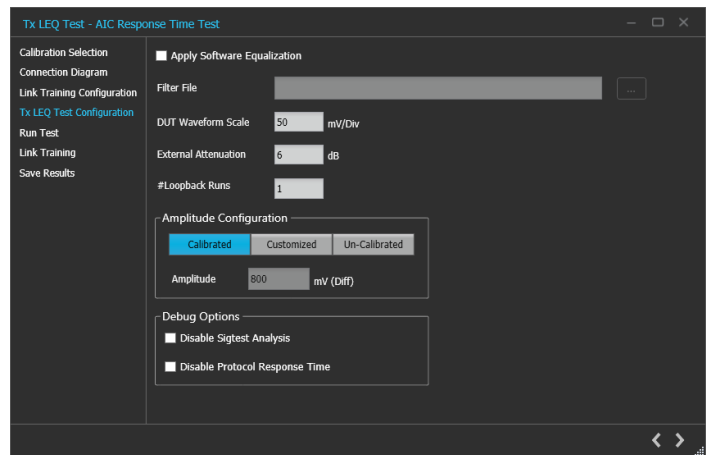 Tx LEQ Test - AIC Response Time Test
Calibration Selection
Connection Diagram
Link Training Configuration
Tx LEQ Test Configuration
Run Test
Link Training
Save Results
Apply Software Equalization
Filter File
...
DUT Waveform Scale 50 mV/Div
External Attenuation 6 dB
#Loopback Runs 1
Amplitude Configuration
Calibrated Customized Un-Calibrated
Amplitude 800 mV (Diff)
Debug Options
Disable Sigtest Analysis
Disable Protocol Response Time